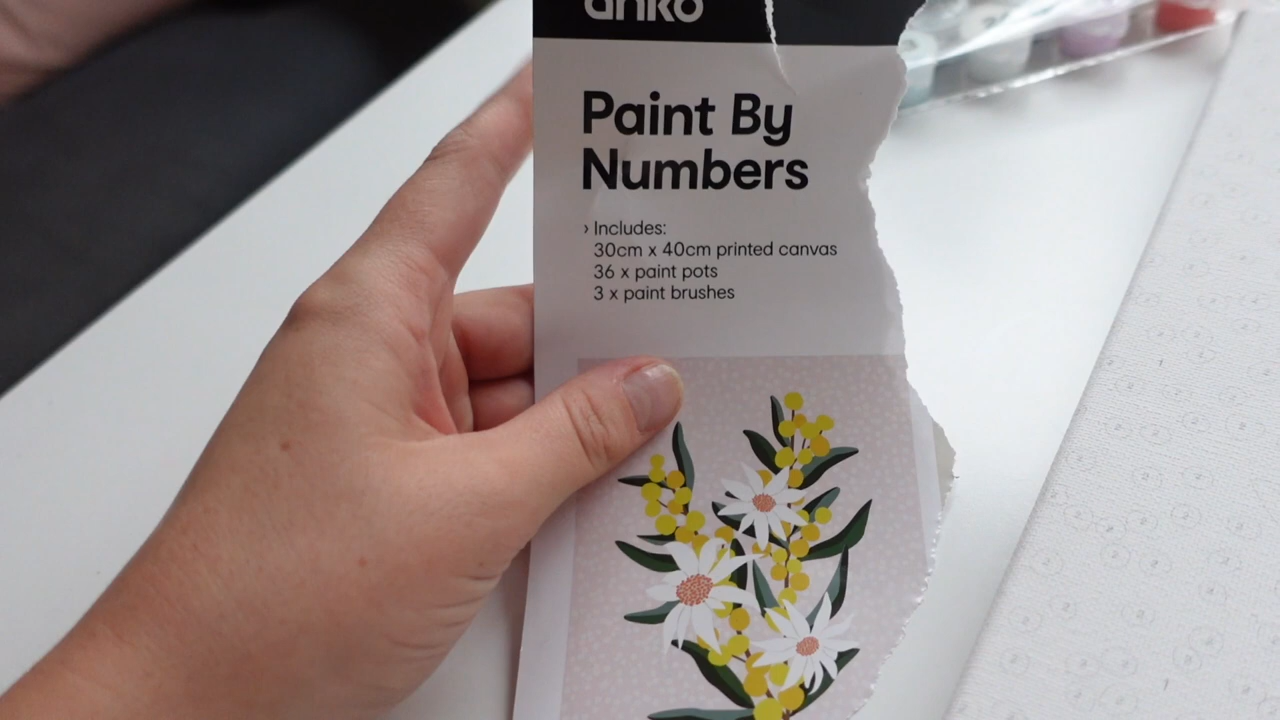 anko
Paint By
Numbers
› Includes:
30cm x 40cm printed canvas
36 x paint pots
3 x paint brushes